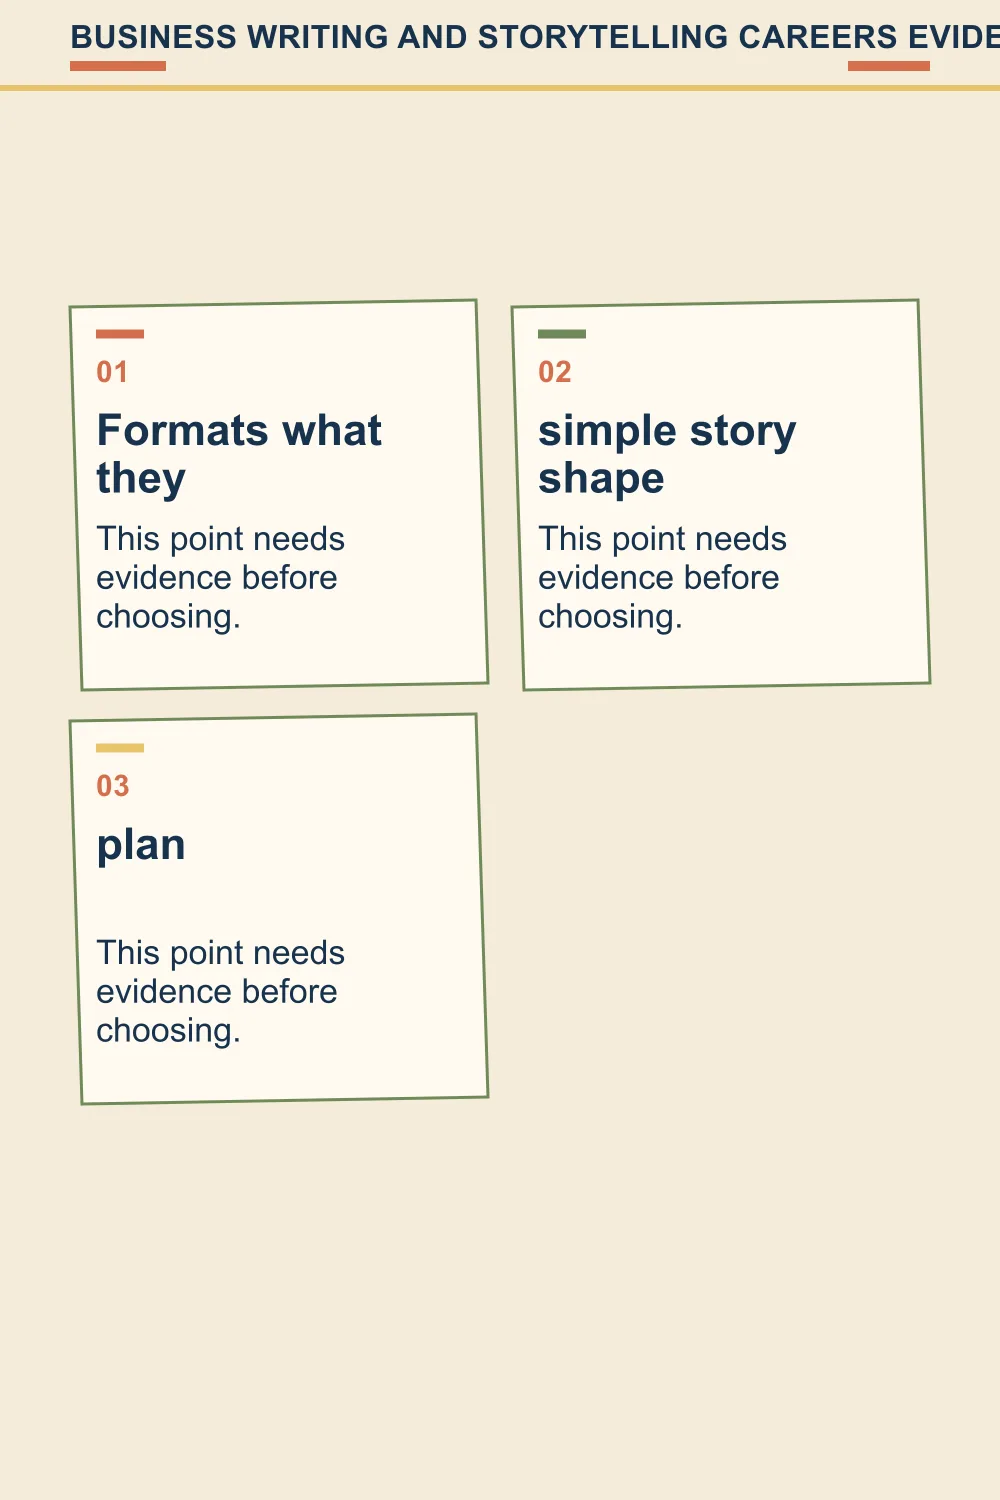 BUSINESS WRITING AND STORYTELLING CAREERS EVIDE
01
Formats what
they
This point needs
evidence before
choosing.
02
simple story
shape
This point needs
evidence before
choosing.
03
plan
This point needs
evidence before
choosing.